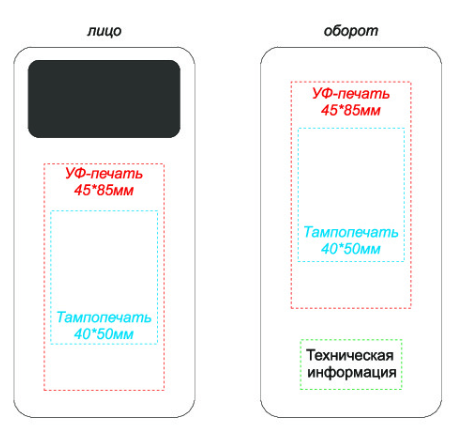 лицо
оборот
УФ-печать
45*85мм
Тампопечать
40*50мм
УФ-печать
45*85мм
Тампопечать
40*50мм
Техническая
информация